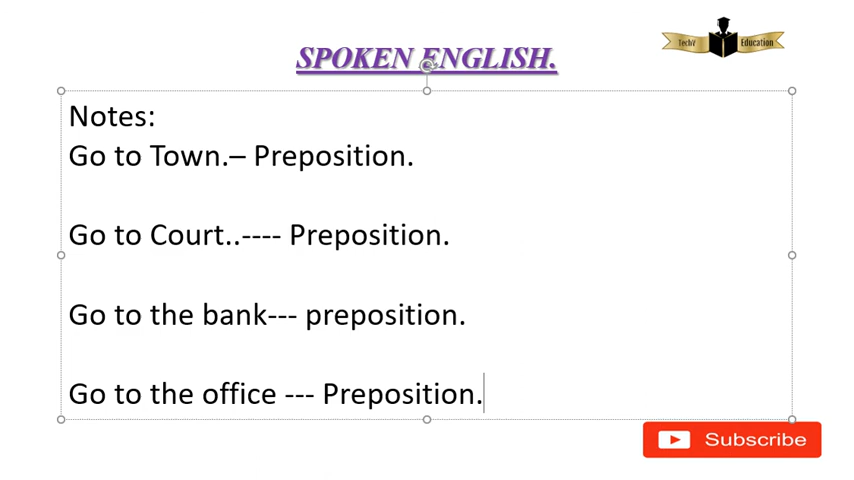 SPOKEN ENGLISH.
TechY Education
Notes:
Go to Town.– Preposition.
Go to Court..---- Preposition.
Go to the bank--- preposition.
Go to the office --- Preposition.
Subscribe